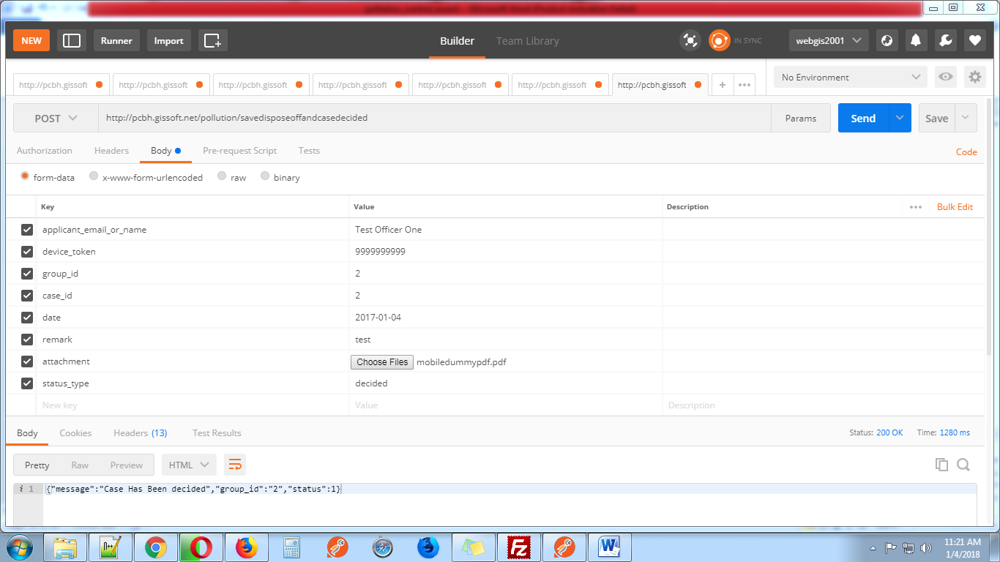 NEW Runner Import Builder Team Library IN SYNC webgis2001
http://pcbh.gissoft http://pcbh.gissoft http://pcbh.gissoft http://pcbh.gissoft http://pcbh.gissoft http://pcbh.gissoft http://pcbh.gissoft + ••• No Environment
POST http://pcbh.gissoft.net/pollution/savedisposeoffandcasedecided Params Send Save
Authorization Headers Body Pre-request Script Tests Code
form-data x-www-form-urlencoded raw binary
Key Value Description ••• Bulk Edit
applicant_email_or_name Test Officer One
device_token 9999999999
group_id 2
case_id 2
date 2017-01-04
remark test
attachment Choose Files mobiledummypdf.pdf
status_type decided
New key Value Description
Body Cookies Headers (13) Test Results Status: 200 OK Time: 1280 ms
Pretty Raw Preview HTML
i 1 {"message":"Case Has Been decided","group_id":"2","status":1}
11:21 AM
1/4/2018